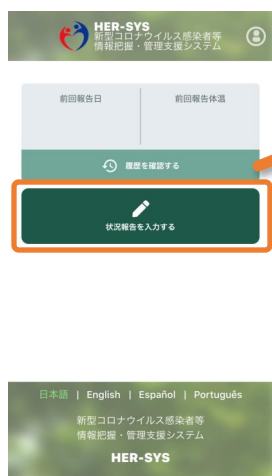 HER-SYS
新型コロナウイルス感染者等
情報把握・管理支援システム
前回報告日 前回報告体温
履歴を確認する
状況報告を入力する
日本語 | English | Español | Português
新型コロナウイルス感染者等
情報把握・管理支援システム
HER-SYS